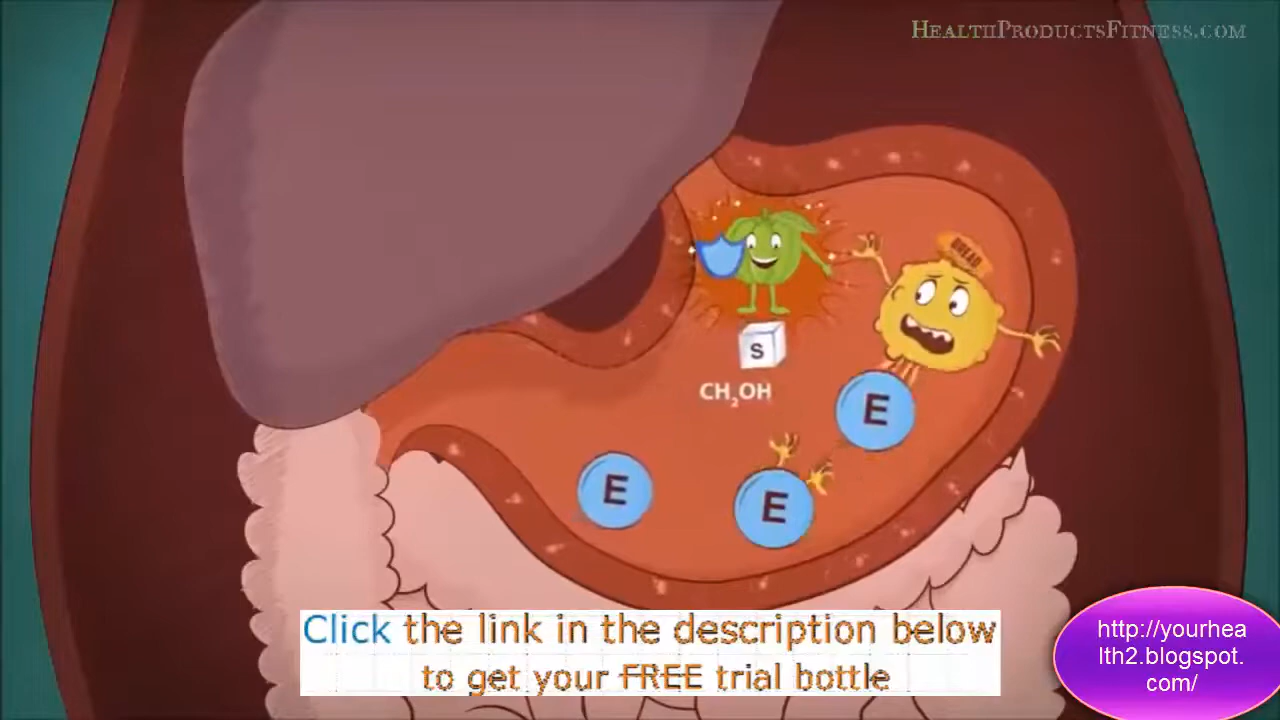 HEALTHPRODUCTSFITNESS.COM
BREAD
S
CH₂OH
E
E
E
Click the link in the description below
to get your FREE trial bottle
http://yourhea
lth2.blogspot.
com/